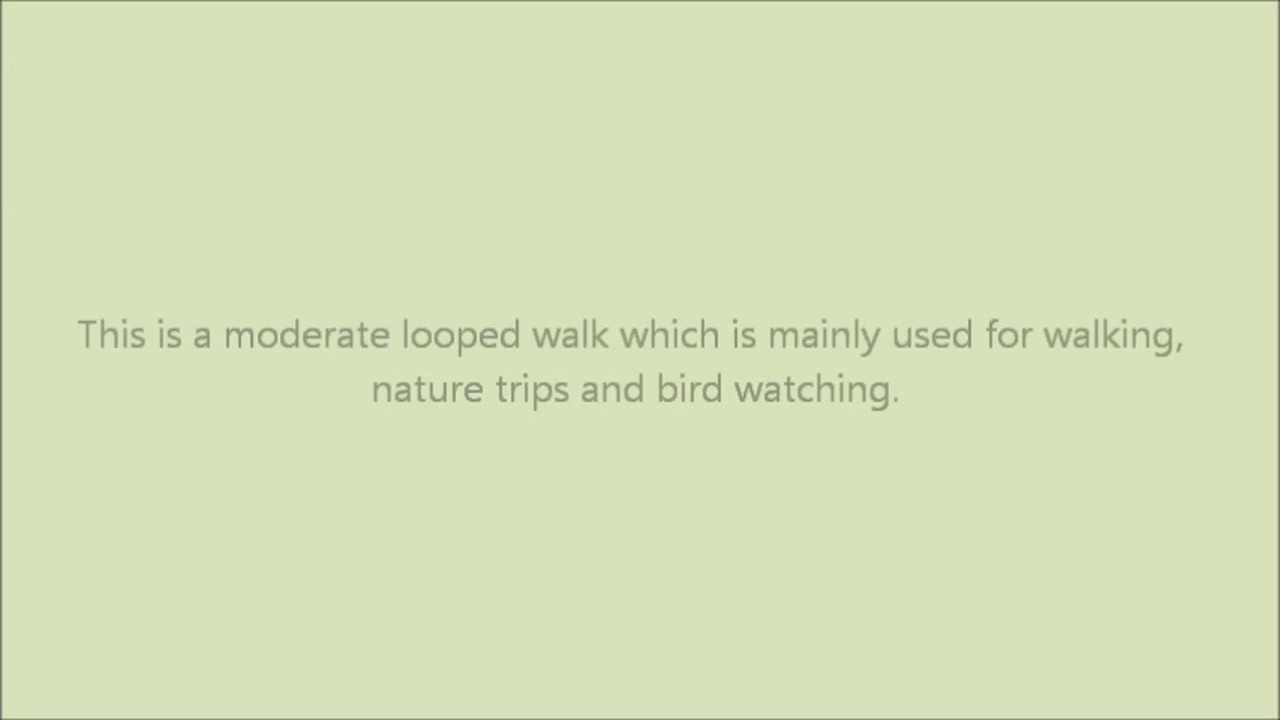 This is a moderate looped walk which is mainly used for walking,
nature trips and bird watching.